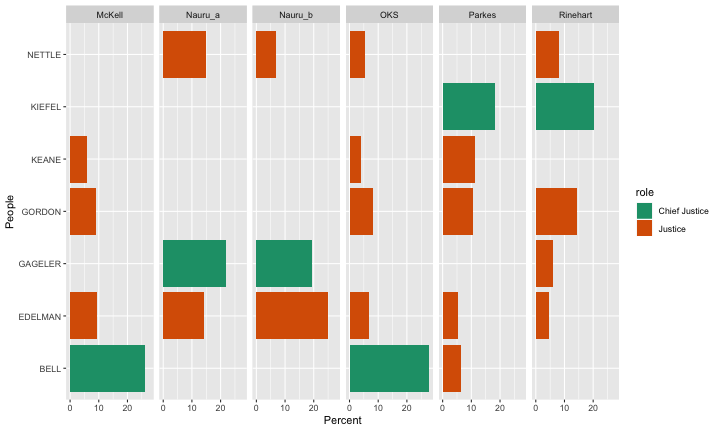 McKell Nauru_a Nauru_b OKS Parkes Rinehart
NETTLE
KIEFEL
KEANE
GORDON
GAGELER
EDELMAN
BELL
People
role
Chief Justice
Justice
0 10 20 0 10 20 0 10 20 0 10 20 0 10 20 0 10 20
Percent